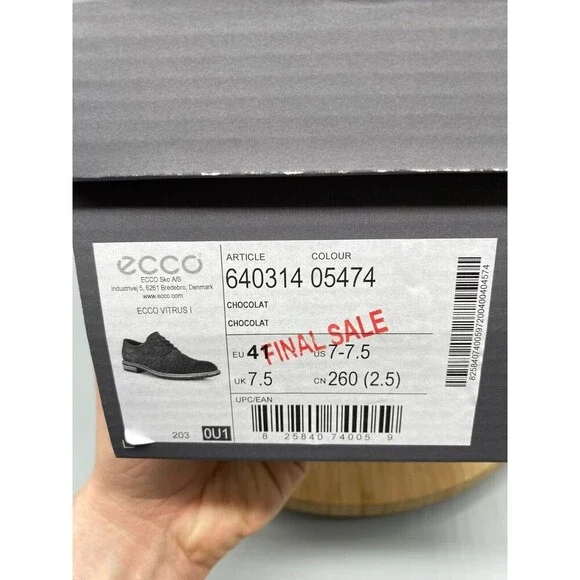 ecco
ECCO Sko A/S
Industrivej 5, 6261 Bredebro, Denmark
www.ecco.com
ECCO VITRUS I
203 0U1
ARTICLE COLOUR
640314 05474
CHOCOLAT
CHOCOLAT
FINAL SALE
EU 41 US 7-7.5
UK 7.5 CN 260 (2.5)
UPC/EAN
8 25840 74005 9
825840740059720040404574